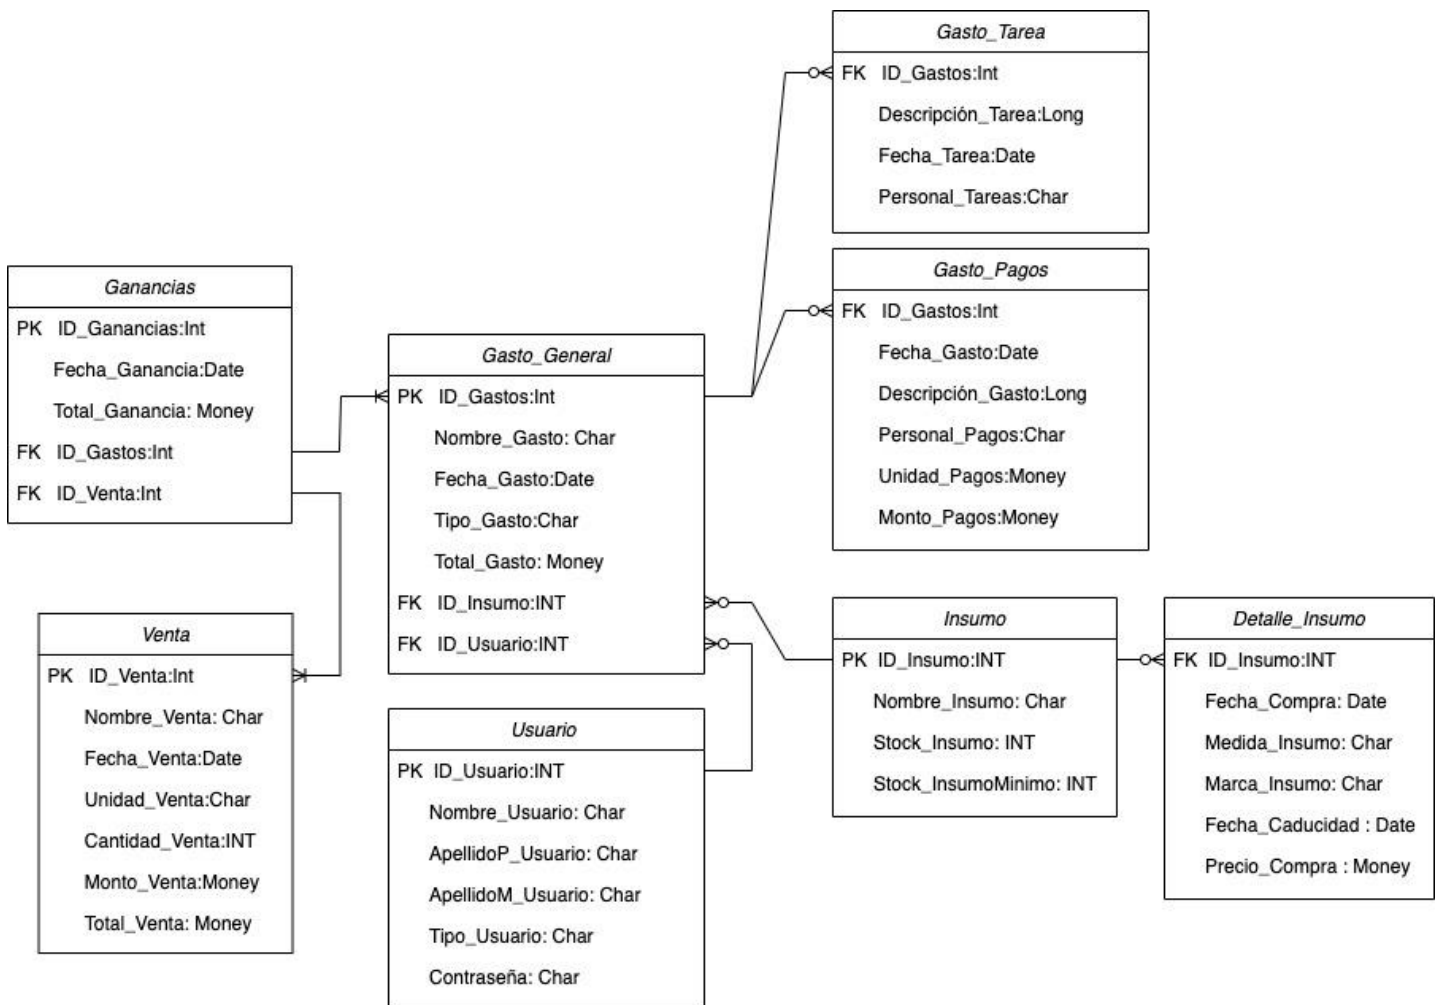 Gasto_Tarea
FK ID_Gastos:Int
Descripción_Tarea:Long
Fecha_Tarea:Date
Personal_Tareas:Char
Gasto_Pagos
FK ID_Gastos:Int
Fecha_Gasto:Date
Descripción_Gasto:Long
Personal_Pagos:Char
Unidad_Pagos:Money
Monto_Pagos:Money
Ganancias
PK ID_Ganancias:Int
Fecha_Ganancia:Date
Total_Ganancia: Money
FK ID_Gastos:Int
FK ID_Venta:Int
Gasto_General
PK ID_Gastos:Int
Nombre_Gasto: Char
Fecha_Gasto:Date
Tipo_Gasto:Char
Total_Gasto: Money
FK ID_Insumo:INT
FK ID_Usuario:INT
Venta
PK ID_Venta:Int
Nombre_Venta: Char
Fecha_Venta:Date
Unidad_Venta:Char
Cantidad_Venta:INT
Monto_Venta:Money
Total_Venta: Money
Usuario
PK ID_Usuario:INT
Nombre_Usuario: Char
ApellidoP_Usuario: Char
ApellidoM_Usuario: Char
Tipo_Usuario: Char
Contraseña: Char
Insumo
PK ID_Insumo:INT
Nombre_Insumo: Char
Stock_Insumo: INT
Stock_InsumoMinimo: INT
Detalle_Insumo
FK ID_Insumo:INT
Fecha_Compra: Date
Medida_Insumo: Char
Marca_Insumo: Char
Fecha_Caducidad : Date
Precio_Compra : Money